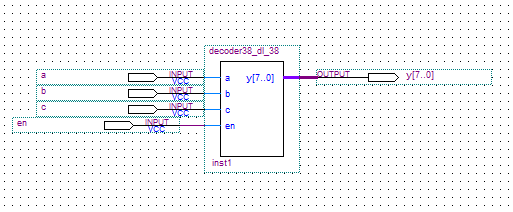 decoder38_dl_38
a INPUT VCC a y[7..0] OUTPUT y[7..0]
b INPUT VCC b
c INPUT VCC c
en INPUT VCC en
inst1